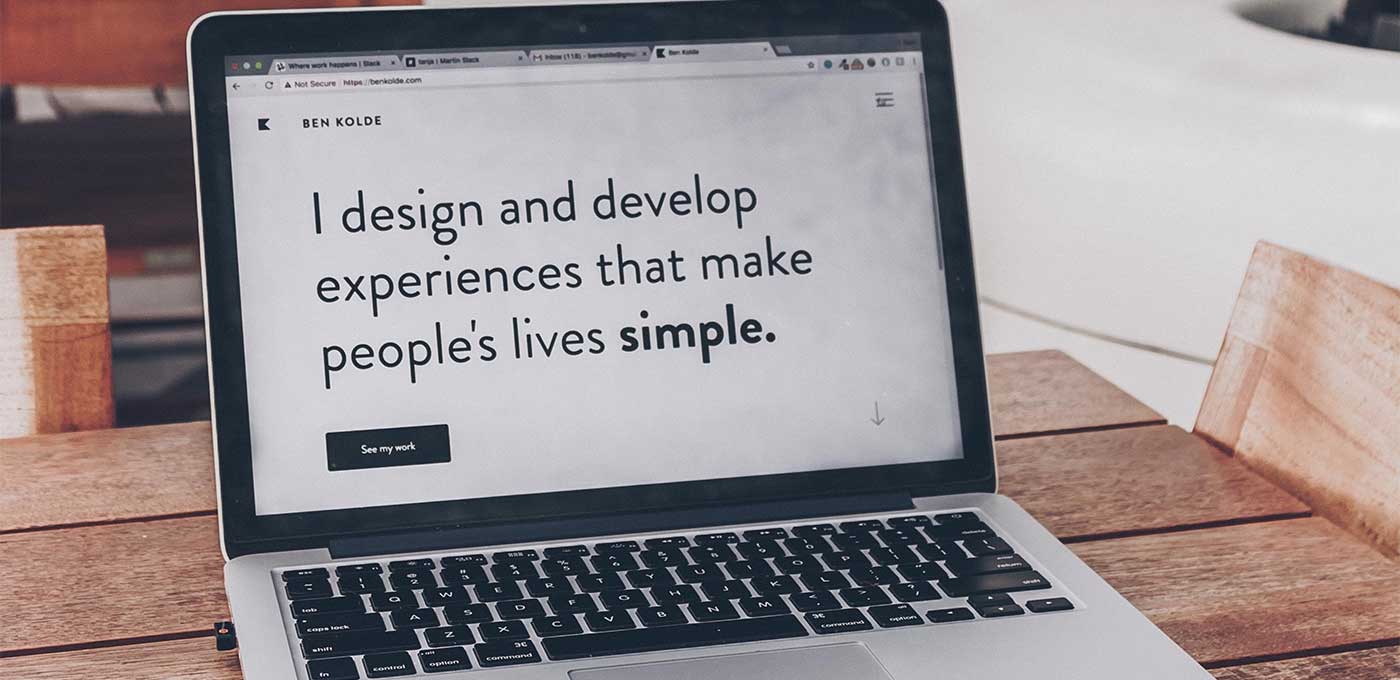 Where work happens | Slack
tanja | Martin Slack
Inbox (118) - benkolde@gmai
Ben Kolde
Not Secure | https://benkolde.com
BEN KOLDE
I design and develop
experiences that make
people's lives simple.
See my work
delete
tab Q W E R T Y U I O P
return
caps lock A S D F G H J K L
shift Z X C V B N M shift
fn control alt option command command option